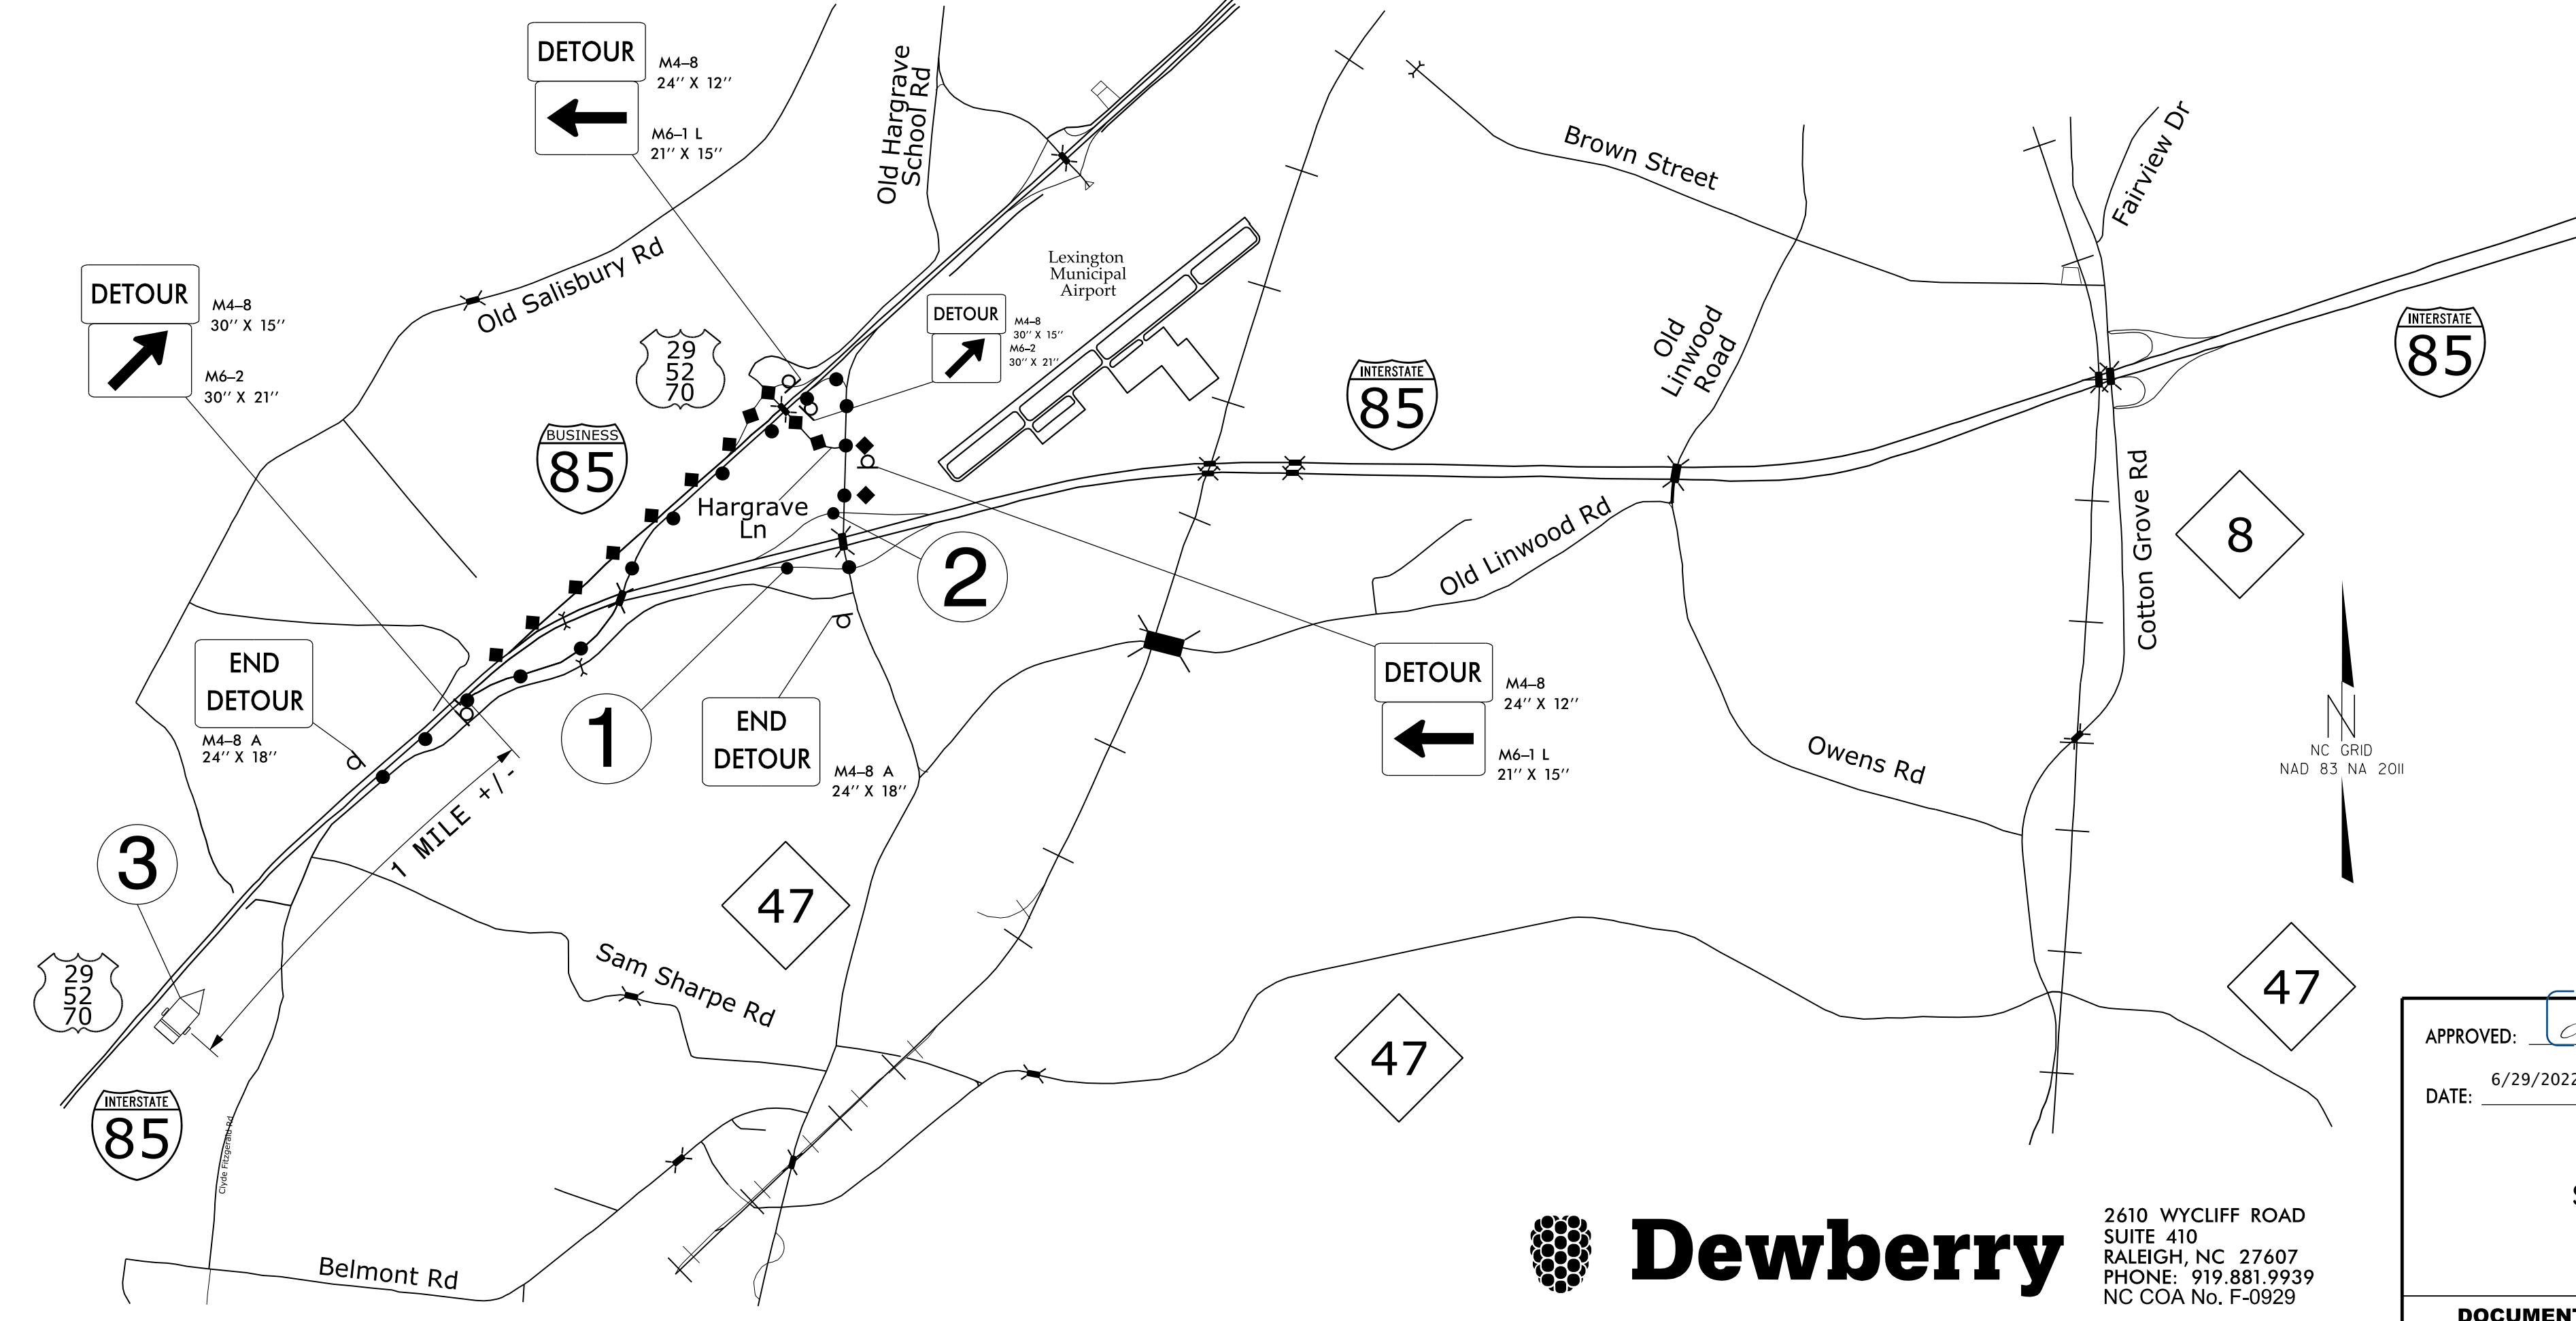 DETOUR
M4–8
24'' X 12''
M6–1 L
21'' X 15''
Old Hargrave
School Rd
Brown Street
Fairview Dr
Old Salisbury Rd
DETOUR
M4–8
30'' X 15''
M6–2
30'' X 21''
Lexington
Municipal
Airport
DETOUR
M4–8
30'' X 15''
M6–2
30'' X 21''
29
52
70
Old
Linwood
Road
INTERSTATE
85
INTERSTATE
85
BUSINESS
85
Hargrave
Ln
2
Old Linwood Rd
Cotton Grove Rd
8
END
DETOUR
M4–8 A
24'' X 18''
1
END
DETOUR
M4–8 A
24'' X 18''
DETOUR
M4–8
24'' X 12''
M6–1 L
21'' X 15''
Owens Rd
N
NC GRID
NAD 83 NA 2011
1 MILE +/-
3
47
Sam Sharpe Rd
29
52
70
47
47
INTERSTATE
85
Clyde Fitzgerald Rd
Belmont Rd
APPROVED:
DATE:
6/29/2022
Dewberry
2610 WYCLIFF ROAD
SUITE 410
RALEIGH, NC 27607
PHONE: 919.881.9939
NC COA No. F-0929
DOCUMENT